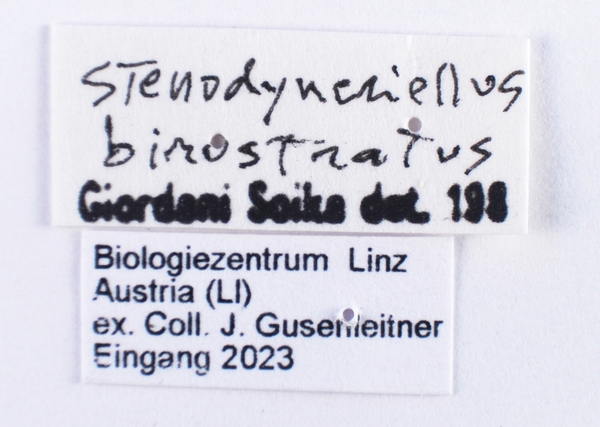 Stenodyneriellus
birostratus
Giordani Soika det. 198
Biologiezentrum Linz
Austria (LI)
ex. Coll. J. Gusenleitner
Eingang 2023